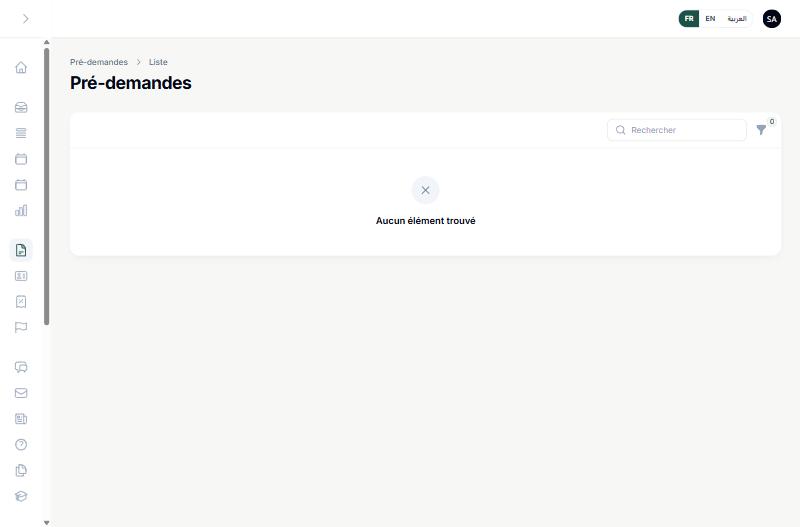 FR EN العربية SA
Pré-demandes Liste
Pré-demandes
Rechercher 0
Aucun élément trouvé